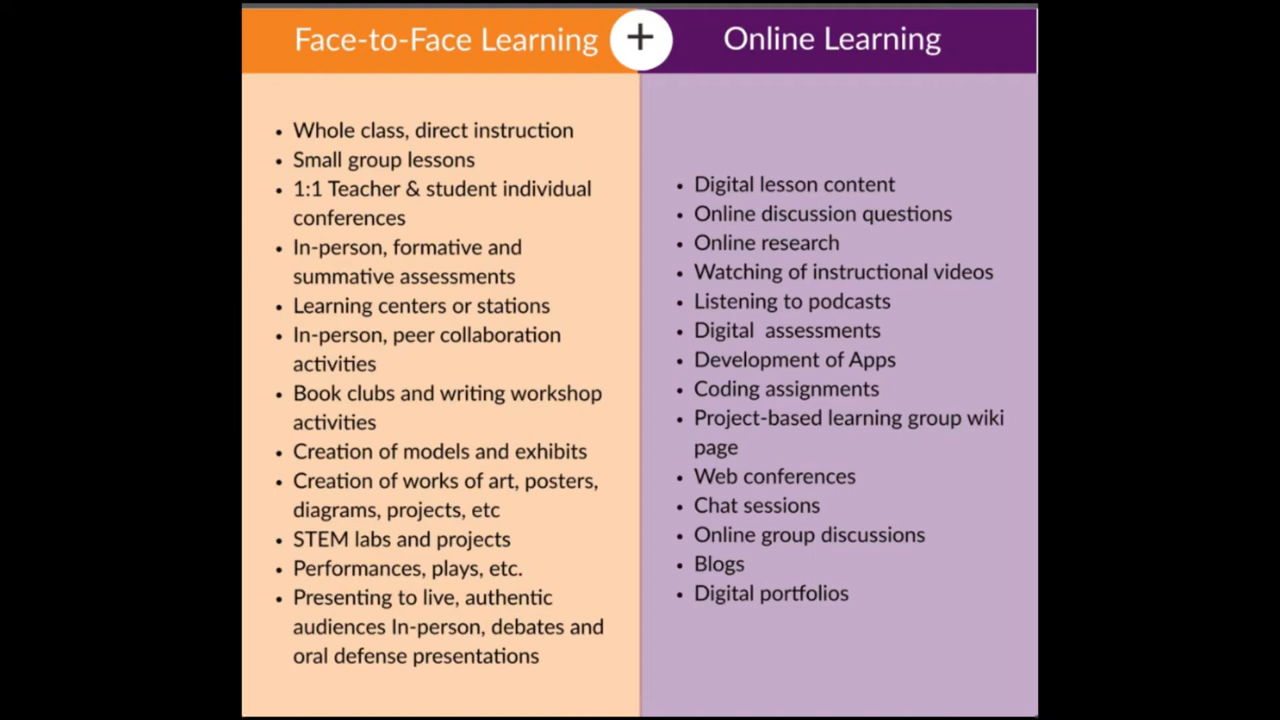 Face-to-Face Learning + Online Learning
• Whole class, direct instruction
• Small group lessons
• 1:1 Teacher & student individual
conferences
• In-person, formative and
summative assessments
• Learning centers or stations
• In-person, peer collaboration
activities
• Book clubs and writing workshop
activities
• Creation of models and exhibits
• Creation of works of art, posters,
diagrams, projects, etc
• STEM labs and projects
• Performances, plays, etc.
• Presenting to live, authentic
audiences In-person, debates and
oral defense presentations
• Digital lesson content
• Online discussion questions
• Online research
• Watching of instructional videos
• Listening to podcasts
• Digital  assessments
• Development of Apps
• Coding assignments
• Project-based learning group wiki
page
• Web conferences
• Chat sessions
• Online group discussions
• Blogs
• Digital portfolios